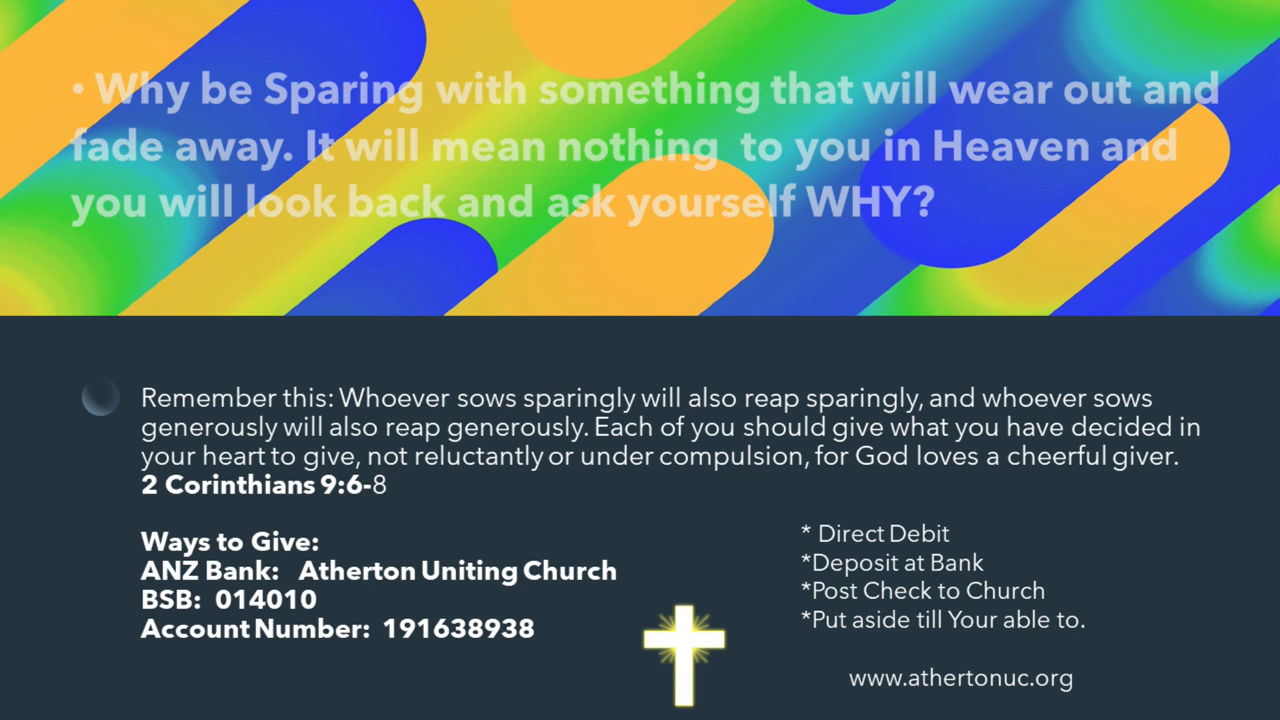 • Why be Sparing with something that will wear out and
fade away. It will mean nothing to you in Heaven and
you will look back and ask yourself WHY?
Remember this: Whoever sows sparingly will also reap sparingly, and whoever sows
generously will also reap generously. Each of you should give what you have decided in
your heart to give, not reluctantly or under compulsion, for God loves a cheerful giver.
2 Corinthians 9:6-8
Ways to Give:
ANZ Bank: Atherton Uniting Church
BSB: 014010
Account Number: 191638938
* Direct Debit
*Deposit at Bank
*Post Check to Church
*Put aside till Your able to.
www.athertonuc.org